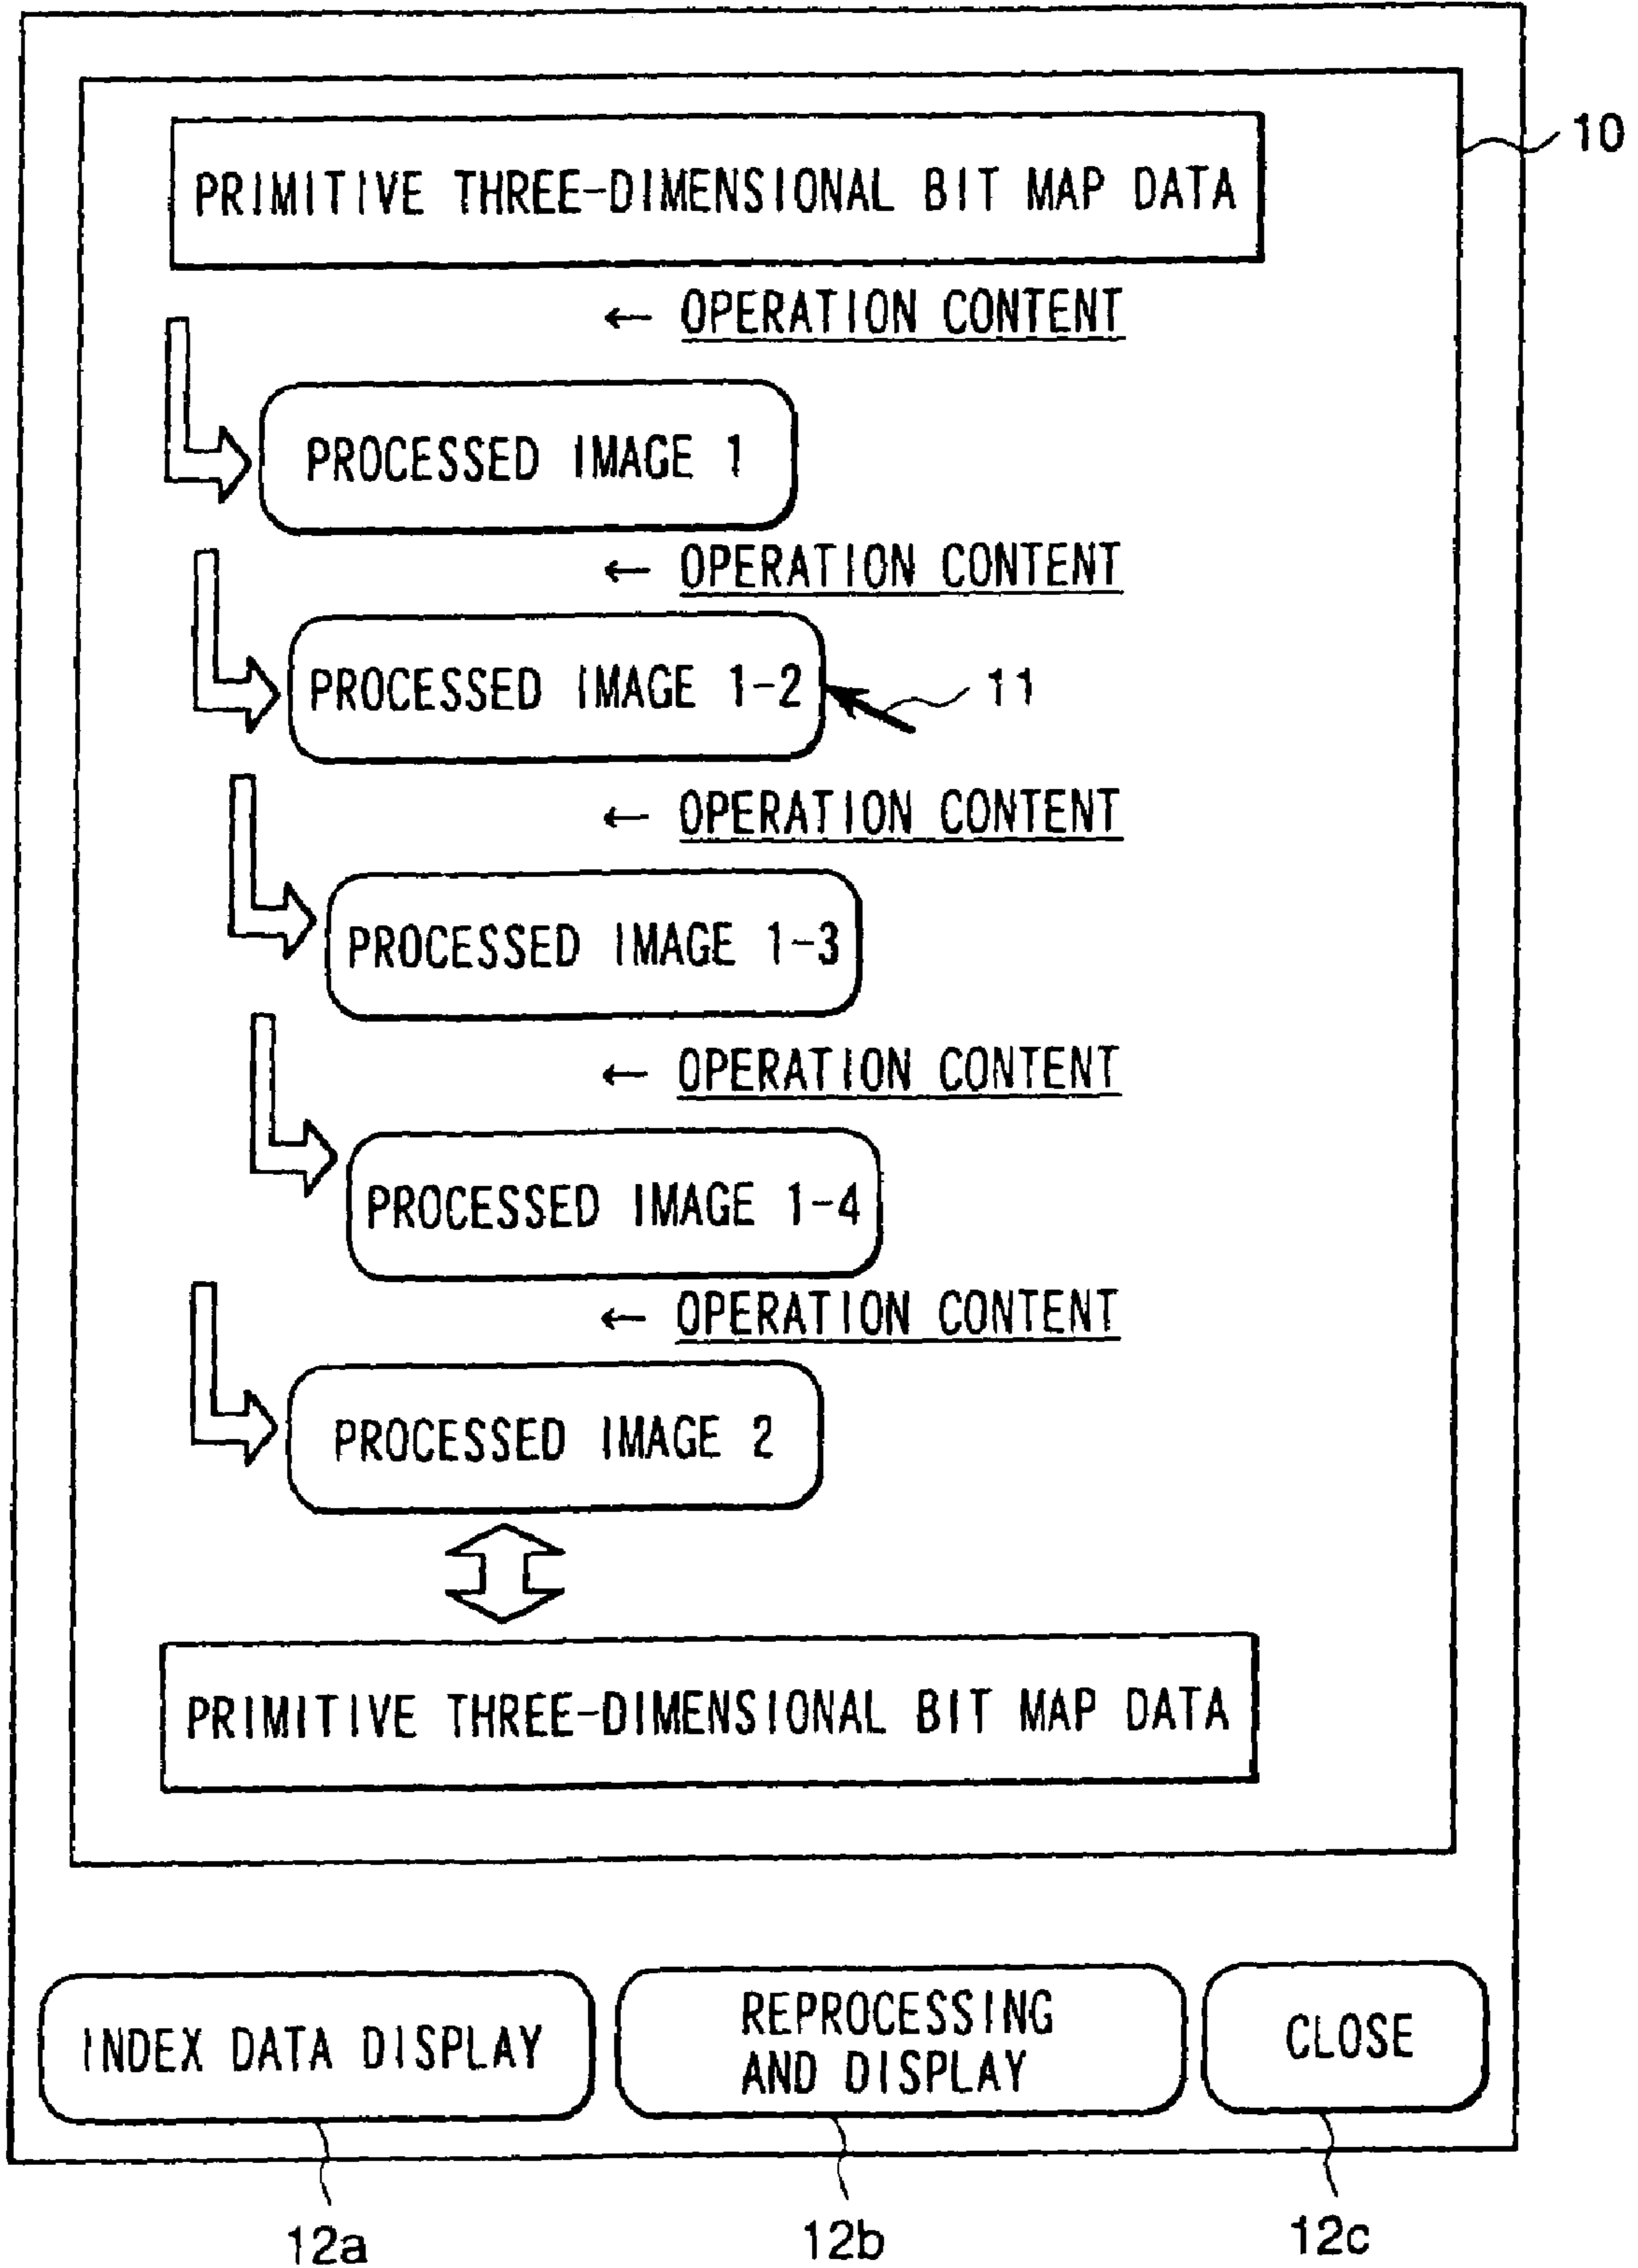 PRIMITIVE THREE-DIMENSIONAL BIT MAP DATA
10
← OPERATION CONTENT
PROCESSED IMAGE 1
← OPERATION CONTENT
PROCESSED IMAGE 1-2
11
← OPERATION CONTENT
PROCESSED IMAGE 1-3
← OPERATION CONTENT
PROCESSED IMAGE 1-4
← OPERATION CONTENT
PROCESSED IMAGE 2
PRIMITIVE THREE-DIMENSIONAL BIT MAP DATA
INDEX DATA DISPLAY
REPROCESSING
AND DISPLAY
CLOSE
12a
12b
12c